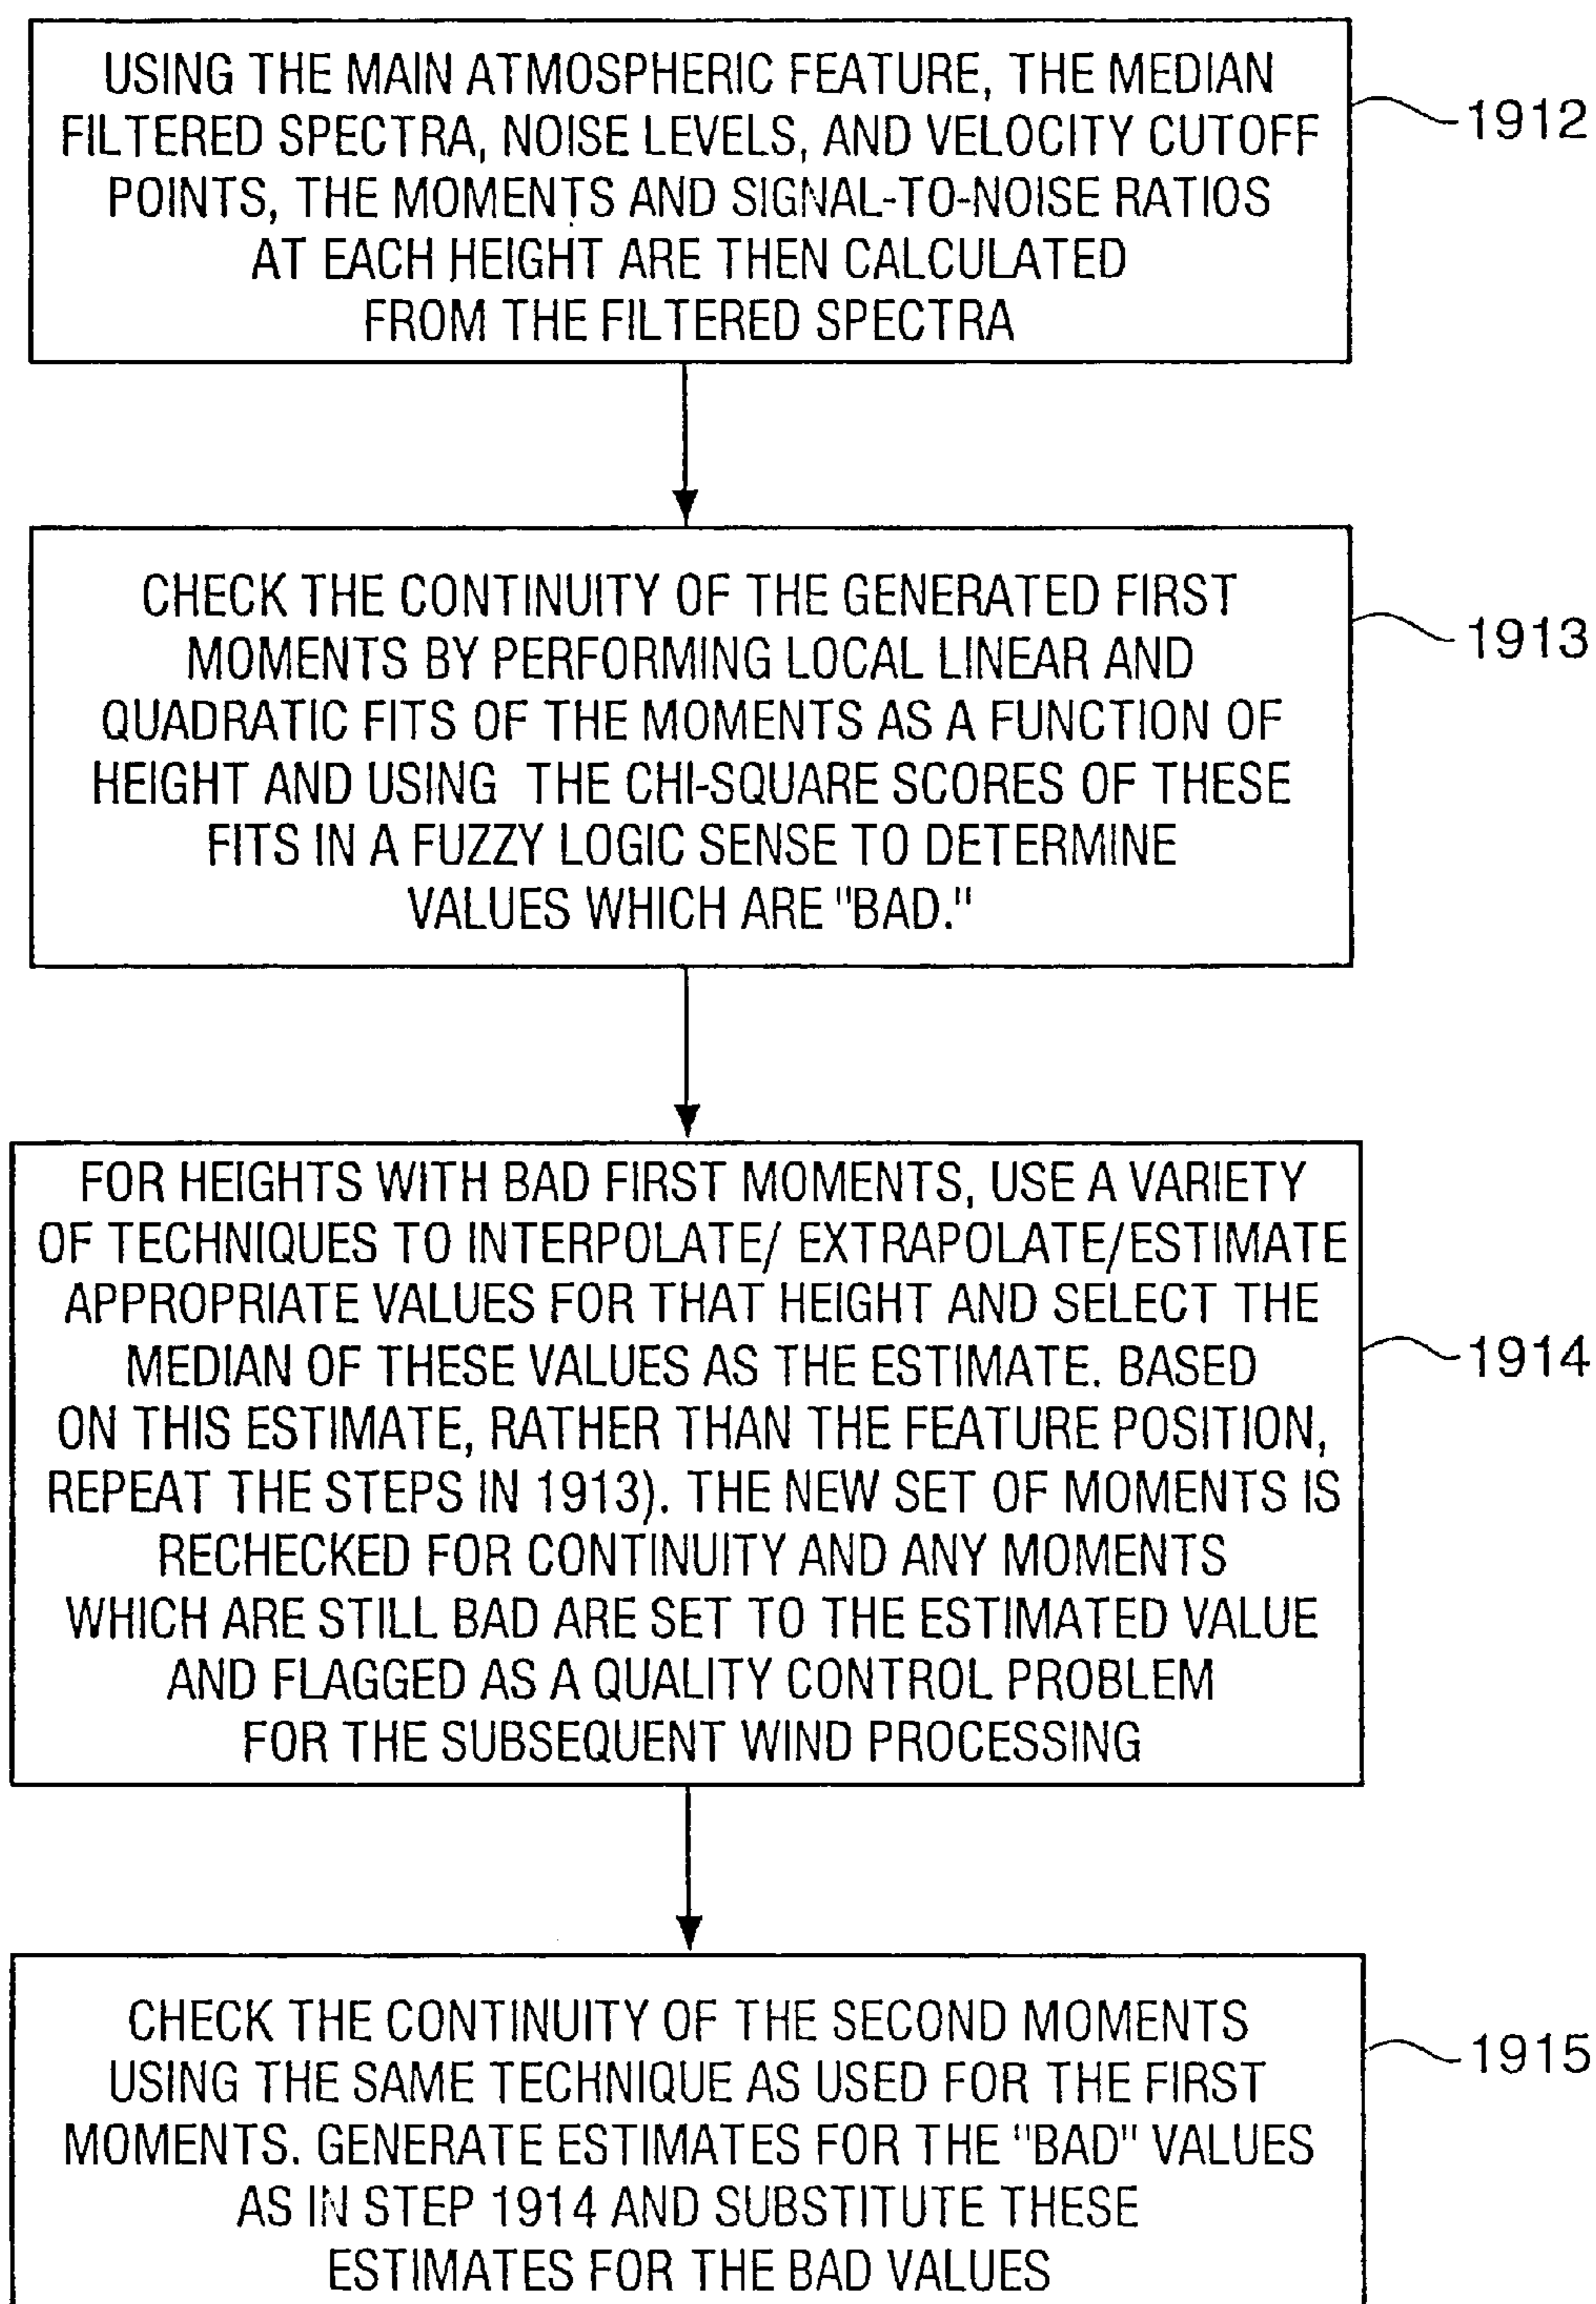 USING THE MAIN ATMOSPHERIC FEATURE, THE MEDIAN
FILTERED SPECTRA, NOISE LEVELS, AND VELOCITY CUTOFF
POINTS, THE MOMENTS AND SIGNAL-TO-NOISE RATIOS
AT EACH HEIGHT ARE THEN CALCULATED
FROM THE FILTERED SPECTRA
1912
CHECK THE CONTINUITY OF THE GENERATED FIRST
MOMENTS BY PERFORMING LOCAL LINEAR AND
QUADRATIC FITS OF THE MOMENTS AS A FUNCTION OF
HEIGHT AND USING THE CHI-SQUARE SCORES OF THESE
FITS IN A FUZZY LOGIC SENSE TO DETERMINE
VALUES WHICH ARE "BAD."
1913
FOR HEIGHTS WITH BAD FIRST MOMENTS, USE A VARIETY
OF TECHNIQUES TO INTERPOLATE/ EXTRAPOLATE/ESTIMATE
APPROPRIATE VALUES FOR THAT HEIGHT AND SELECT THE
MEDIAN OF THESE VALUES AS THE ESTIMATE. BASED
ON THIS ESTIMATE, RATHER THAN THE FEATURE POSITION,
REPEAT THE STEPS IN 1913). THE NEW SET OF MOMENTS IS
RECHECKED FOR CONTINUITY AND ANY MOMENTS
WHICH ARE STILL BAD ARE SET TO THE ESTIMATED VALUE
AND FLAGGED AS A QUALITY CONTROL PROBLEM
FOR THE SUBSEQUENT WIND PROCESSING
1914
CHECK THE CONTINUITY OF THE SECOND MOMENTS
USING THE SAME TECHNIQUE AS USED FOR THE FIRST
MOMENTS. GENERATE ESTIMATES FOR THE "BAD" VALUES
AS IN STEP 1914 AND SUBSTITUTE THESE
ESTIMATES FOR THE BAD VALUES
1915